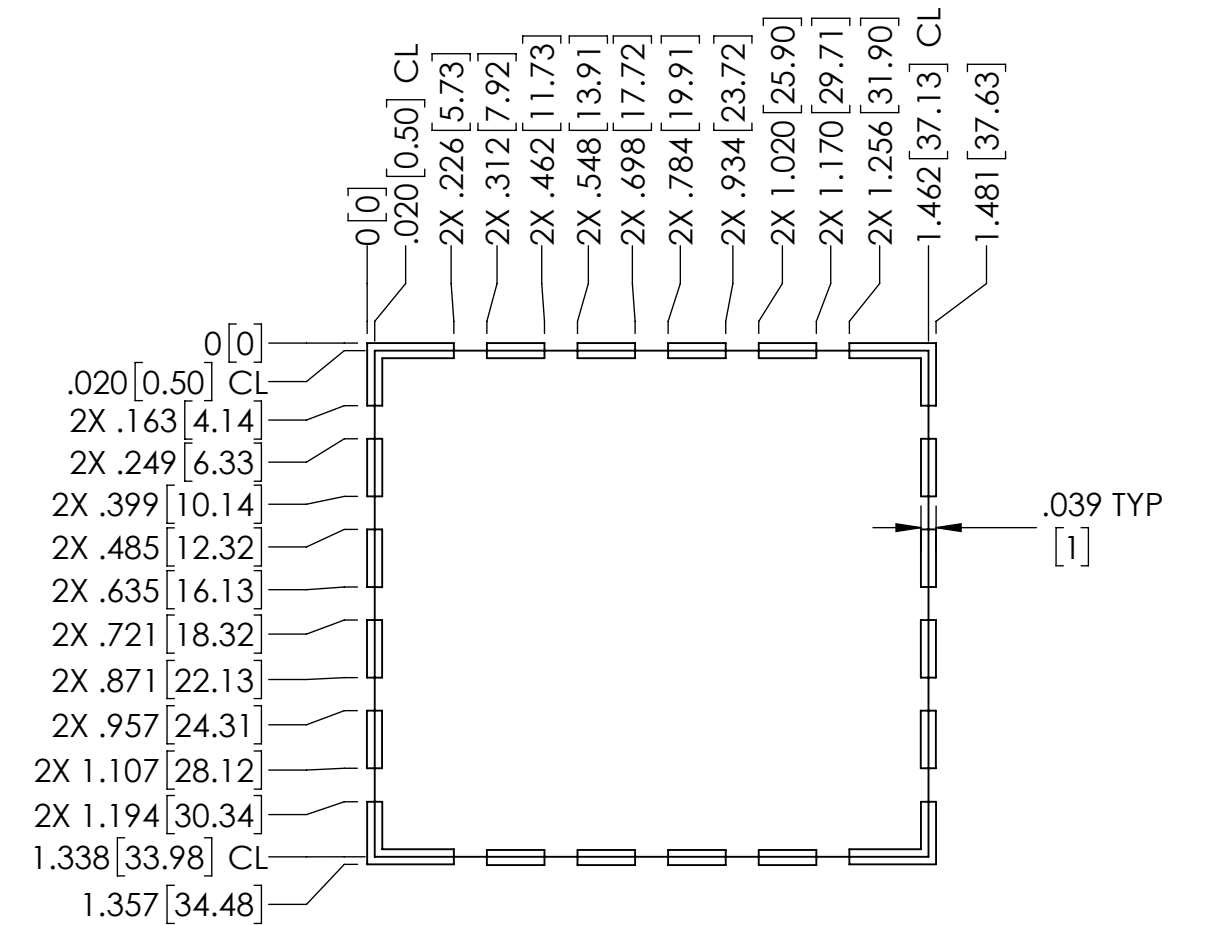 0[0]
.020[0.50] CL
2X .226[5.73]
2X .312[7.92]
2X .462[11.73]
2X .548[13.91]
2X .698[17.72]
2X .784[19.91]
2X .934[23.72]
2X 1.020[25.90]
2X 1.170[29.71]
2X 1.256[31.90]
1.462[37.13] CL
1.481[37.63]
0[0]
.020[0.50] CL
2X .163[4.14]
2X .249[6.33]
2X .399[10.14]
2X .485[12.32]
2X .635[16.13]
2X .721[18.32]
2X .871[22.13]
2X .957[24.31]
2X 1.107[28.12]
2X 1.194[30.34]
1.338[33.98] CL
1.357[34.48]
.039 TYP
[1]